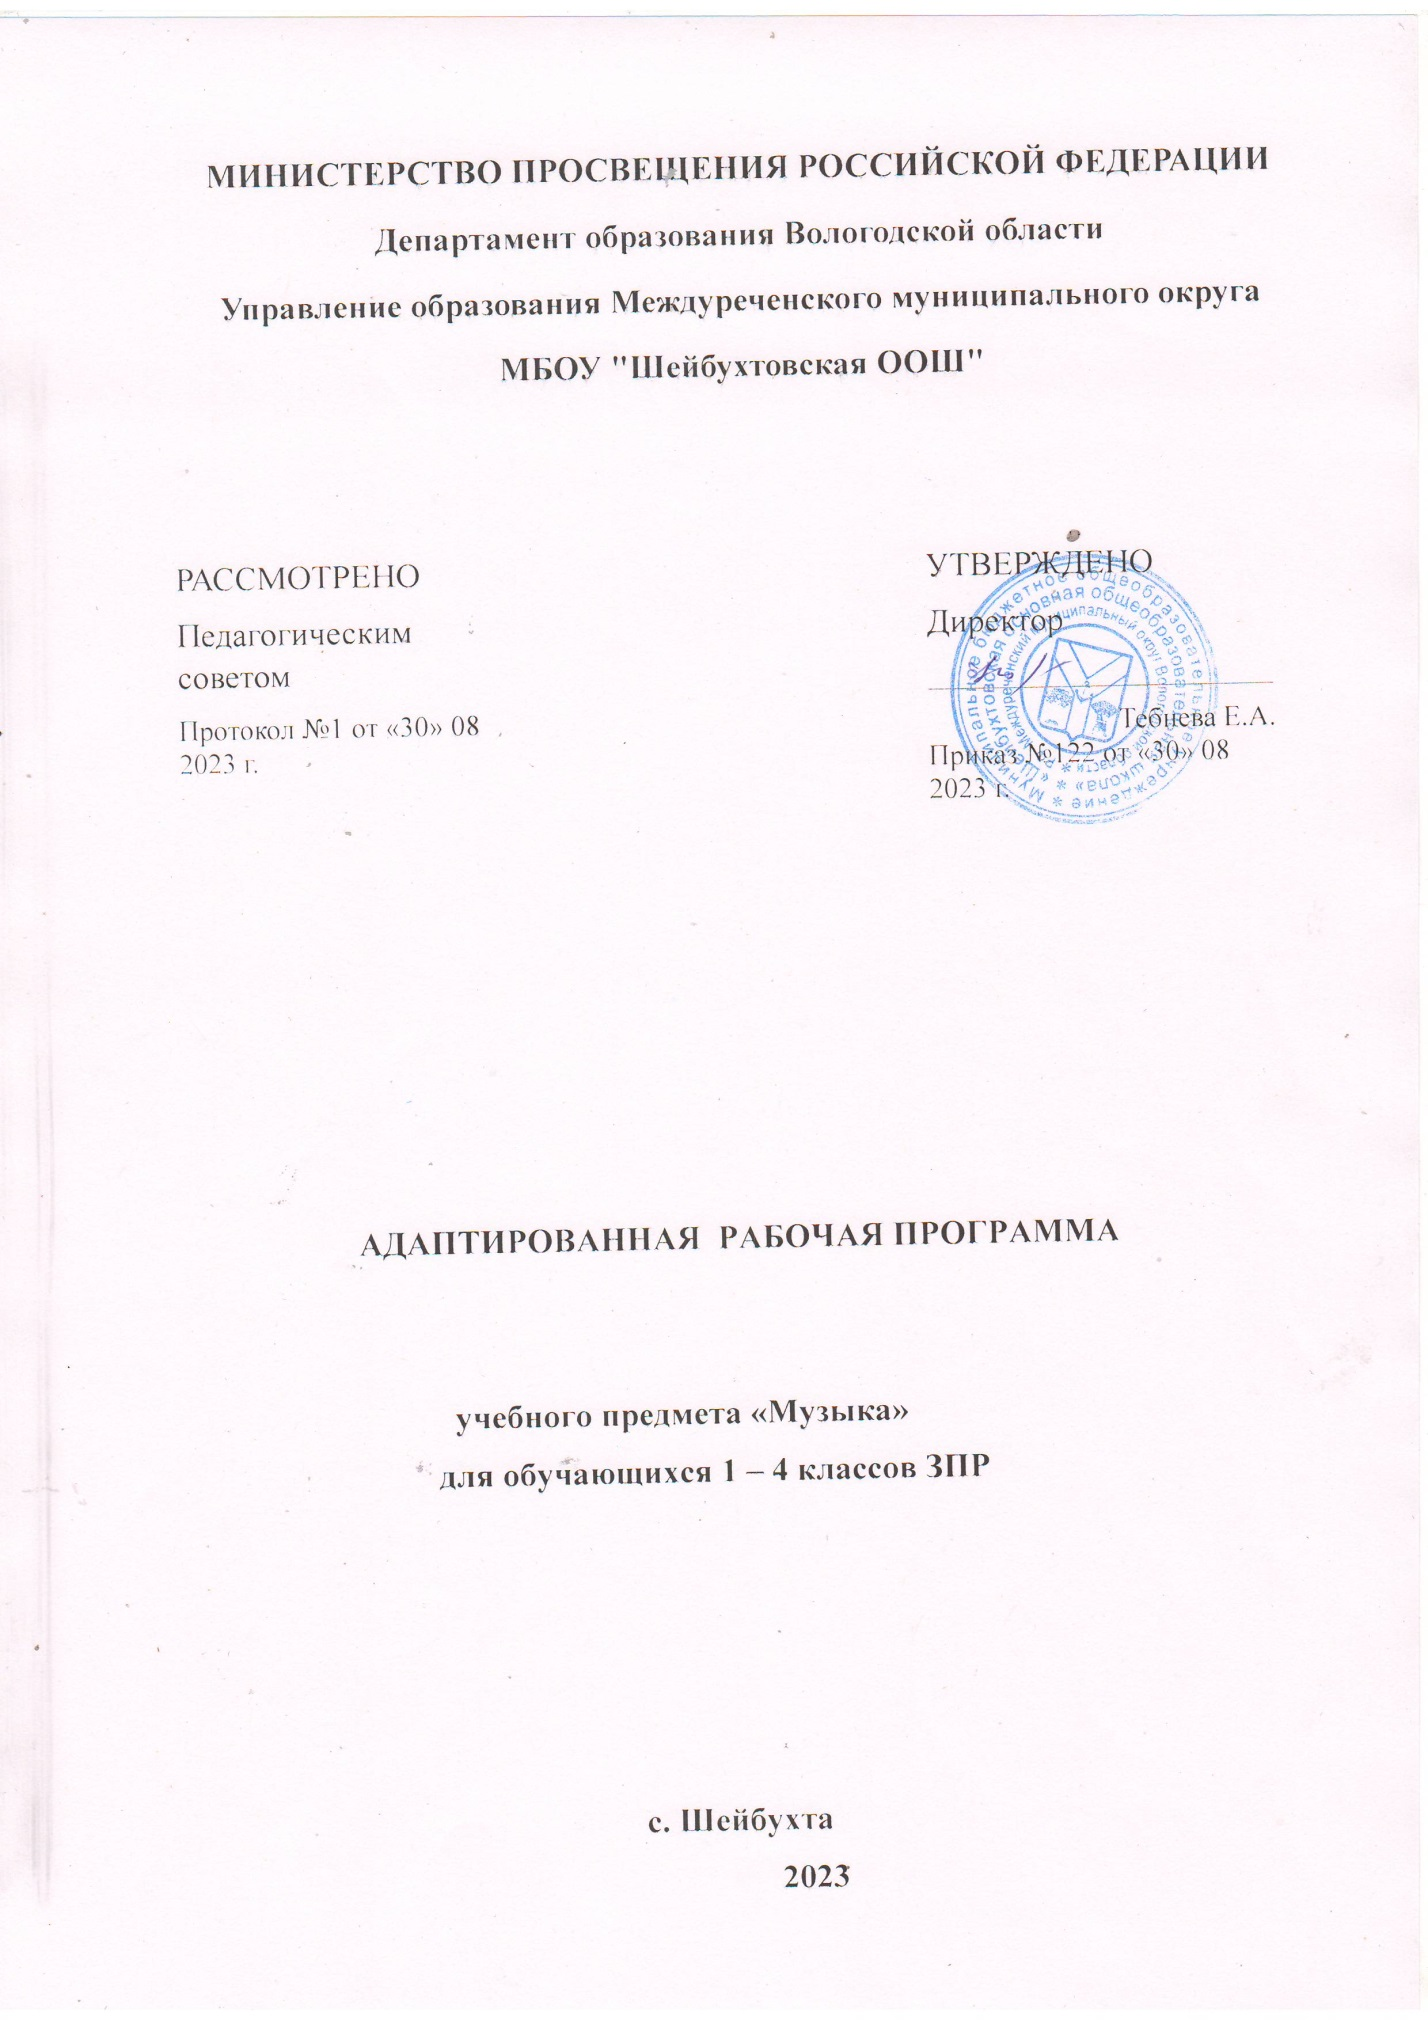 МИНИСТЕРСТВО ПРОСВЕЩЕНИЯ РОССИЙСКОЙ ФЕДЕРАЦИИ
Департамент образования Вологодской области
Управление образования Междуреченского муниципального округа
МБОУ "Шейбухтовская ООШ"
РАССМОТРЕНО
Педагогическим
советом
Протокол №1 от «30» 08
2023 г.
УТВЕРЖДЕНО
Директор
Тебнева Е.А.
Приказ №122 от «30» 08
2023 г.
АДАПТИРОВАННАЯ РАБОЧАЯ ПРОГРАММА
учебного предмета «Музыка»
для обучающихся 1 – 4 классов ЗПР
с. Шейбухта
2023